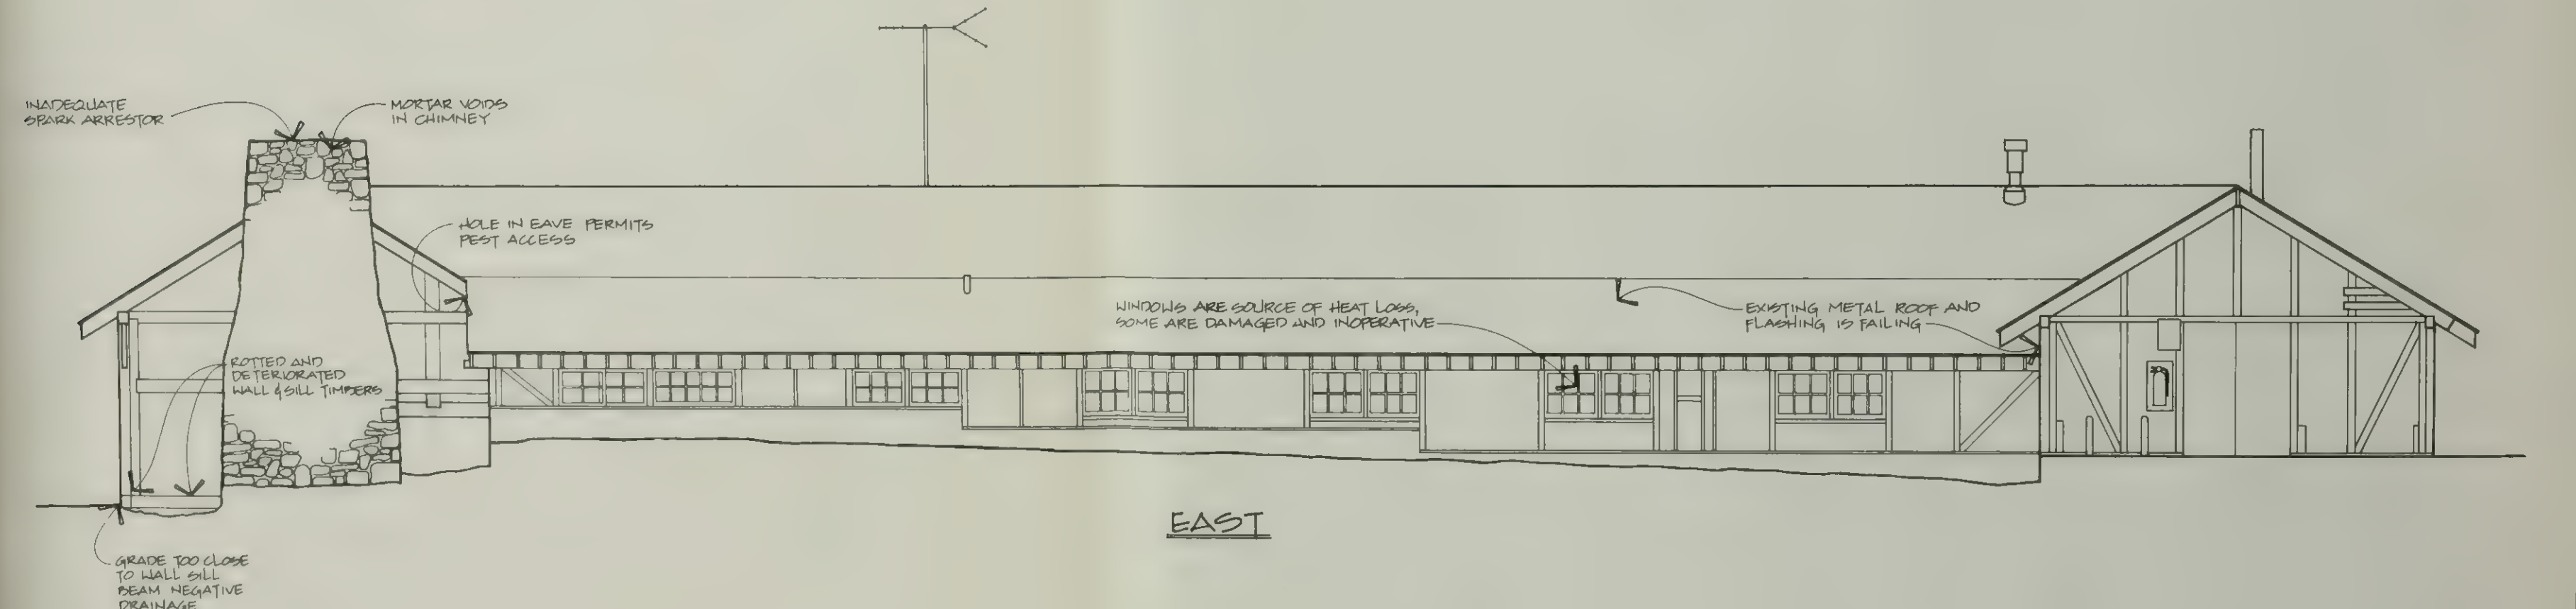 INADEQUATE
SPARK ARRESTOR
MORTAR VOIDS
IN CHIMNEY
HOLE IN EAVE PERMITS
PEST ACCESS
WINDOWS ARE SOURCE OF HEAT LOSS,
SOME ARE DAMAGED AND INOPERATIVE
EXISTING METAL ROOF AND
FLASHING IS FAILING
ROTTED AND
DETERIORATED
WALL & SILL TIMBERS
EAST
GRADE TOO CLOSE
TO WALL SILL
BEAM NEGATIVE
DRAINAGE